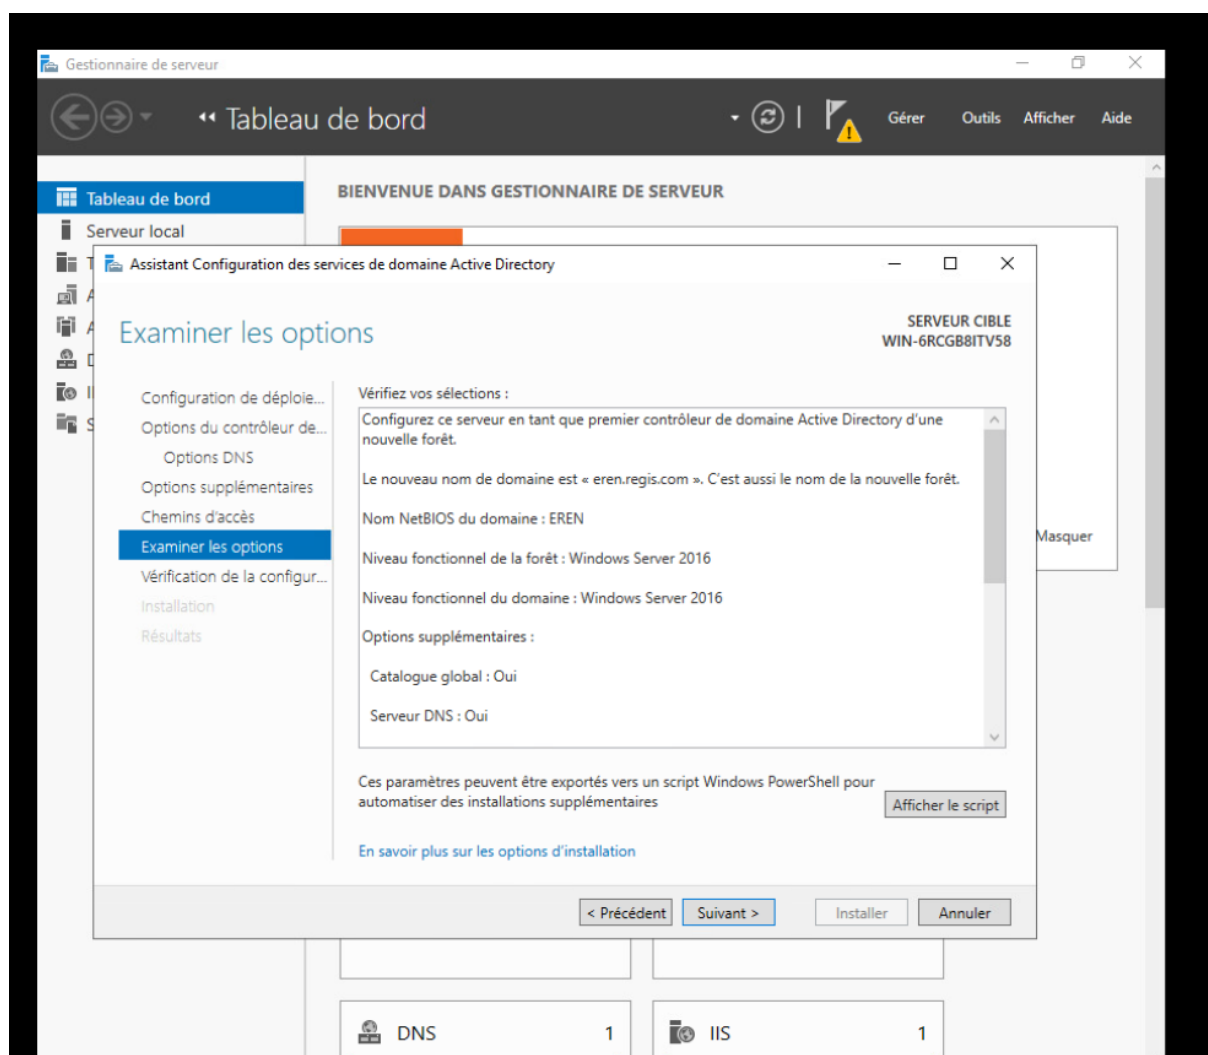 Gestionnaire de serveur
Tableau de bord
Gérer Outils Afficher Aide
Tableau de bord
Serveur local
BIENVENUE DANS GESTIONNAIRE DE SERVEUR
Assistant Configuration des services de domaine Active Directory
Examiner les options
SERVEUR CIBLE
WIN-6RCGB8ITV58
Configuration de déploie...
Options du contrôleur de...
Options DNS
Options supplémentaires
Chemins d'accès
Examiner les options
Vérification de la configur...
Installation
Résultats
Vérifiez vos sélections :
Configurez ce serveur en tant que premier contrôleur de domaine Active Directory d'une
nouvelle forêt.
Le nouveau nom de domaine est « eren.regis.com ». C'est aussi le nom de la nouvelle forêt.
Nom NetBIOS du domaine : EREN
Niveau fonctionnel de la forêt : Windows Server 2016
Niveau fonctionnel du domaine : Windows Server 2016
Options supplémentaires :
Catalogue global : Oui
Serveur DNS : Oui
Ces paramètres peuvent être exportés vers un script Windows PowerShell pour
automatiser des installations supplémentaires
Afficher le script
En savoir plus sur les options d'installation
< Précédent Suivant > Installer Annuler
Masquer
DNS 1
IIS 1